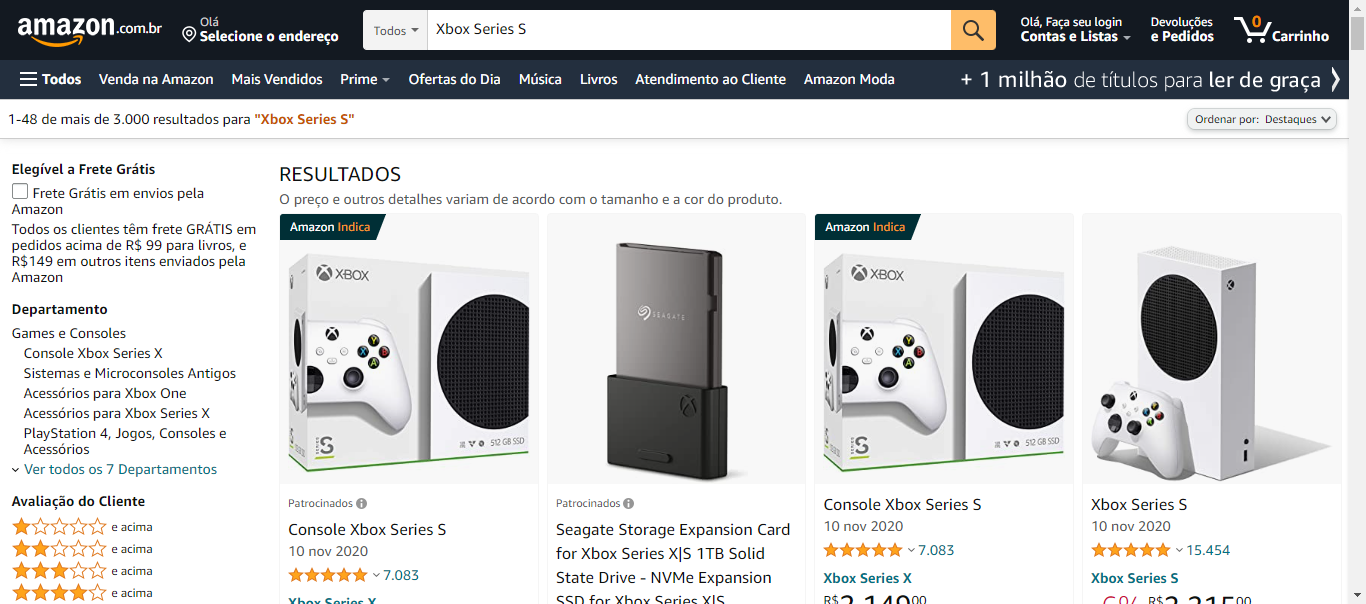 amazon.com.br
Olá
Selecione o endereço
Todos
Xbox Series S
Olá, Faça seu login
Contas e Listas
Devoluções
e Pedidos
0
Carrinho
Todos
Venda na Amazon
Mais Vendidos
Prime
Ofertas do Dia
Música
Livros
Atendimento ao Cliente
Amazon Moda
+ 1 milhão de títulos para ler de graça
1-48 de mais de 3.000 resultados para "Xbox Series S"
Ordenar por: Destaques
Elegível a Frete Grátis
Frete Grátis em envios pela
Amazon
Todos os clientes têm frete GRÁTIS em
pedidos acima de R$ 99 para livros, e
R$149 em outros itens enviados pela
Amazon
Departamento
Games e Consoles
Console Xbox Series X
Sistemas e Microconsoles Antigos
Acessórios para Xbox One
Acessórios para Xbox Series X
PlayStation 4, Jogos, Consoles e
Acessórios
Ver todos os 7 Departamentos
Avaliação do Cliente
e acima
e acima
e acima
e acima
RESULTADOS
O preço e outros detalhes variam de acordo com o tamanho e a cor do produto.
Amazon Indica
XBOX
Y
X
B
A
SERIES
S
512 GB SSD
Patrocinados
Console Xbox Series S
10 nov 2020
7.083
Xbox Series X
SEAGATE
Patrocinados
Seagate Storage Expansion Card
for Xbox Series X|S 1TB Solid
State Drive - NVMe Expansion
SSD for Xbox Series X|S
Amazon Indica
XBOX
Y
X
B
A
SERIES
S
512 GB SSD
Console Xbox Series S
10 nov 2020
7.083
Xbox Series X
R$2.14900
Xbox Series S
10 nov 2020
15.454
Xbox Series S
-6% R$2.21500